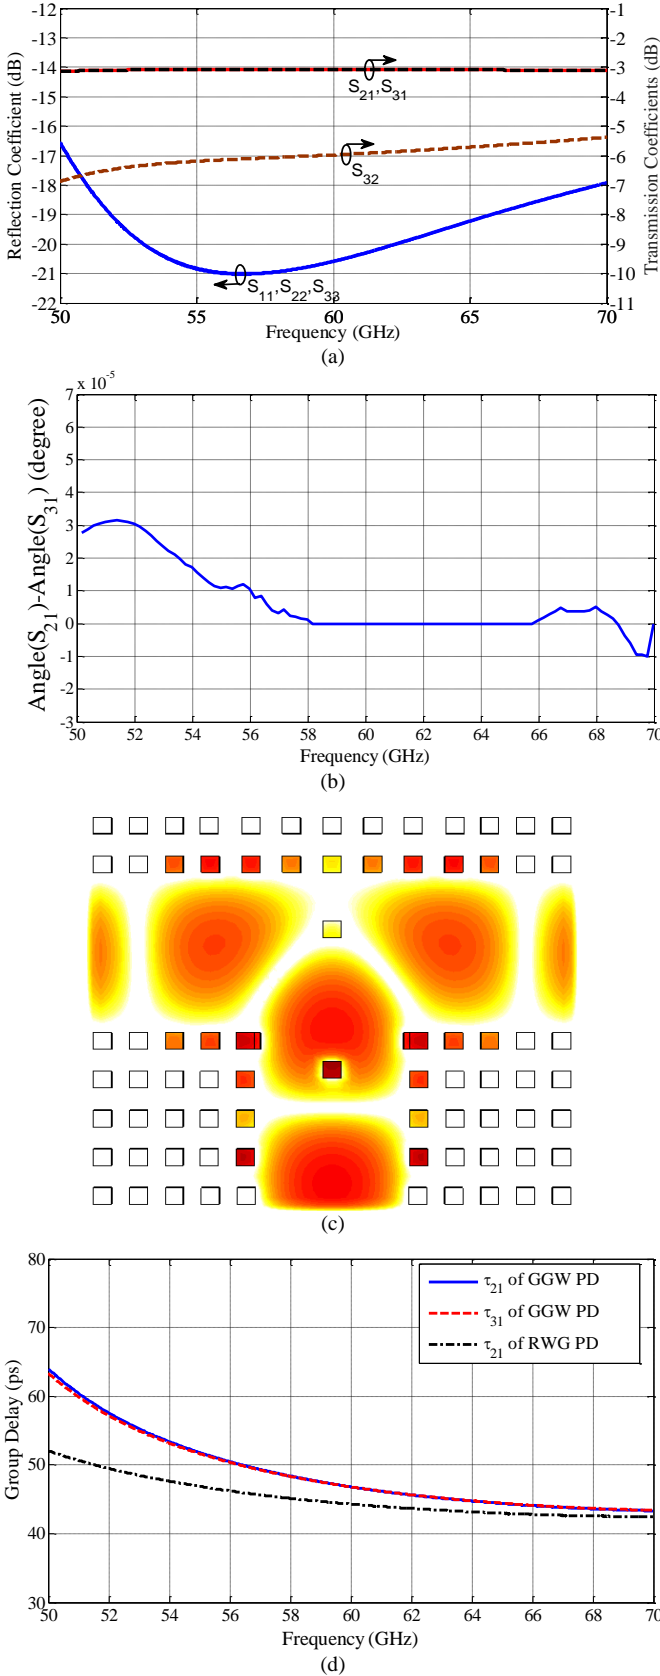 -12
-13
-14
-15
-16
-17
-18
-19
-20
-21
-22
Reflection Coefficient (dB)
-1
-2
-3
-4
-5
-6
-7
-8
-9
-10
-11
Transmission Coefficients (dB)
S21,S31
S32
S11,S22,S33
50 55 60 65 70
Frequency (GHz)
(a)
x 10-5
7
6
5
4
3
2
1
0
-1
-2
-3
Angle(S21)-Angle(S31) (degree)
50 52 54 56 58 60 62 64 66 68 70
Frequency (GHz)
(b)
(c)
80
70
60
50
40
30
Group Delay (ps)
τ21 of GGW PD
τ31 of GGW PD
τ21 of RWG PD
50 52 54 56 58 60 62 64 66 68 70
Frequency (GHz)
(d)